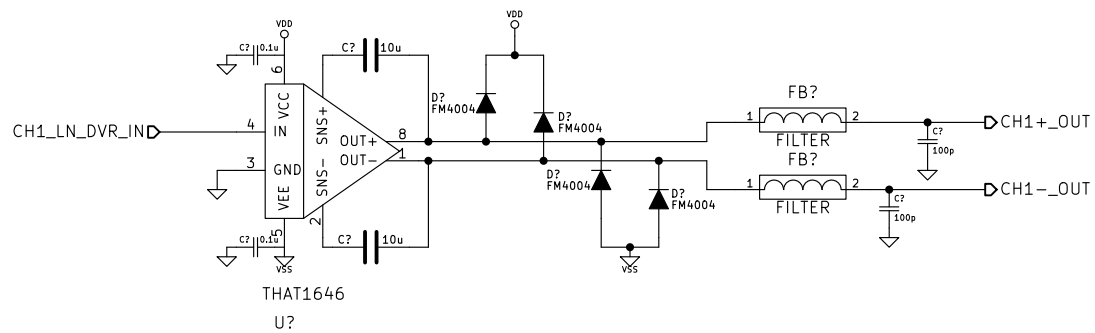 VDD
VDD
C?
0.1u
6
C?
10u
VCC
SNS+
D?
FM4004
FB?
CH1_LN_DVR_IN
4
IN
OUT+
8
D?
FM4004
1
2
FILTER
C?
100p
CH1+_OUT
OUT-
1
FB?
3
GND
SNS-
VEE
D?
FM4004
D?
FM4004
1
2
FILTER
C?
100p
CH1-_OUT
2
5
C?
0.1u
C?
10u
VSS
VSS
THAT1646
U?